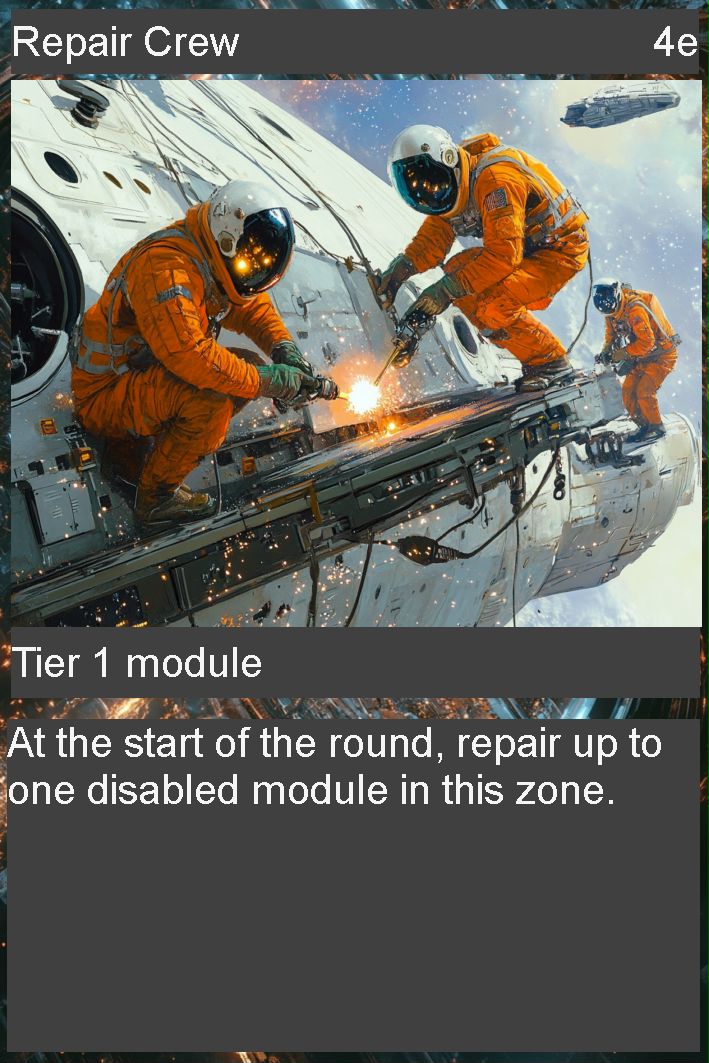 Repair Crew 4e
Tier 1 module
At the start of the round, repair up to
one disabled module in this zone.